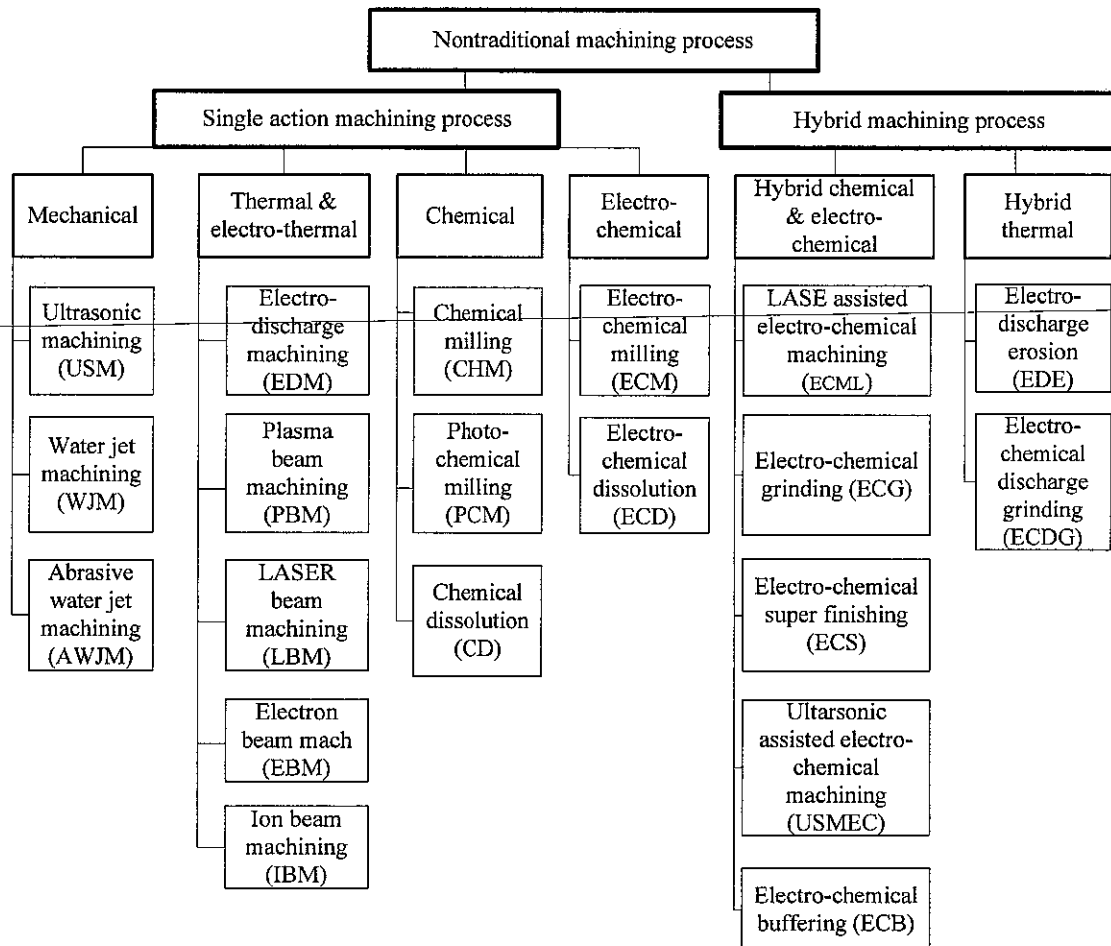 Nontraditional machining process
Single action machining process
Hybrid machining process
Mechanical
Thermal &
electro-thermal
Chemical
Electro-
chemical
Hybrid chemical
& electro-
chemical
Hybrid
thermal
Ultrasonic
machining
(USM)
Water jet
machining
(WJM)
Abrasive
water jet
machining
(AWJM)
Electro-
discharge
machining
(EDM)
Plasma
beam
machining
(PBM)
LASER
beam
machining
(LBM)
Electron
beam mach
(EBM)
Ion beam
machining
(IBM)
Chemical
milling
(CHM)
Photo-
chemical
milling
(PCM)
Chemical
dissolution
(CD)
Electro-
chemical
milling
(ECM)
Electro-
chemical
dissolution
(ECD)
LASE assisted
electro-chemical
machining
(ECML)
Electro-chemical
grinding (ECG)
Electro-chemical
super finishing
(ECS)
Ultarsonic
assisted electro-
chemical
machining
(USMEC)
Electro-chemical
buffering (ECB)
Electro-
discharge
erosion
(EDE)
Electro-
chemical
discharge
grinding
(ECDG)